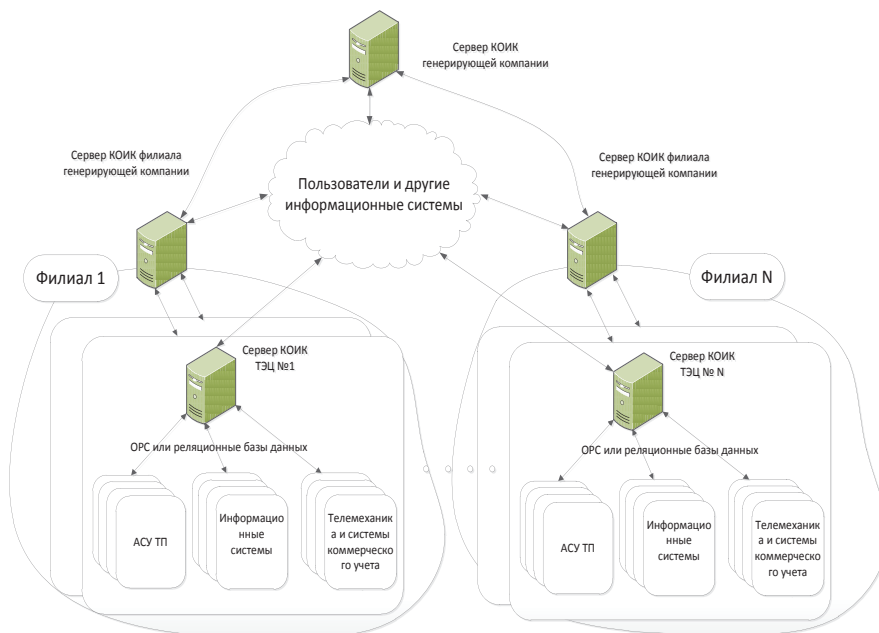 Сервер КОИК
генерирующей компании
Сервер КОИК филиала
генерирующей компании
Сервер КОИК филиала
генерирующей компании
Пользователи и другие
информационные системы
Филиал 1
Филиал N
Сервер КОИК
ТЭЦ №1
Сервер КОИК
ТЭЦ № N
ОРС или реляционные базы данных
ОРС или реляционные базы данных
АСУ ТП
Информацио
нные
системы
Телемеханик
а и системы
коммерческо
го учета
АСУ ТП
Информацио
нные
системы
Телемеханик
а и системы
коммерческо
го учета